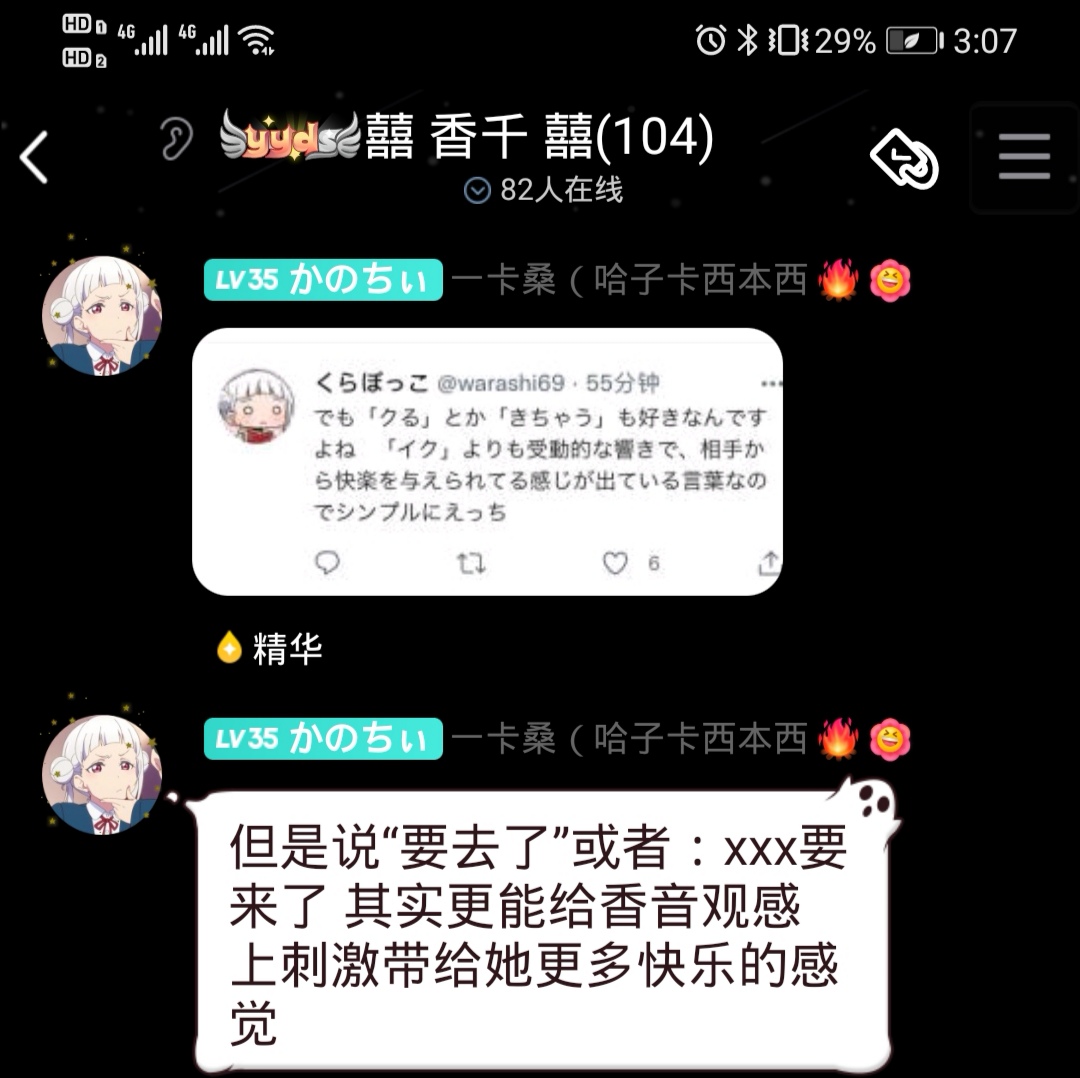 HD 1 4G 4G 29% 3:07
HD 2
yyds囍 香千 囍(104)
82人在线
LV35 かのちぃ 一卡桑（哈子卡西本西
くらぼっこ @warashi69 · 55分钟
でも「クる」とか「きちゃう」も好きなんです
よね 「イク」よりも受動的な響きで、相手か
ら快楽を与えられてる感じが出ている言葉なの
でシンプルにえっち
6
精华
LV35 かのちぃ 一卡桑（哈子卡西本西
但是说“要去了”或者：xxx要
来了 其实更能给香音观感
上刺激带给她更多快乐的感
觉